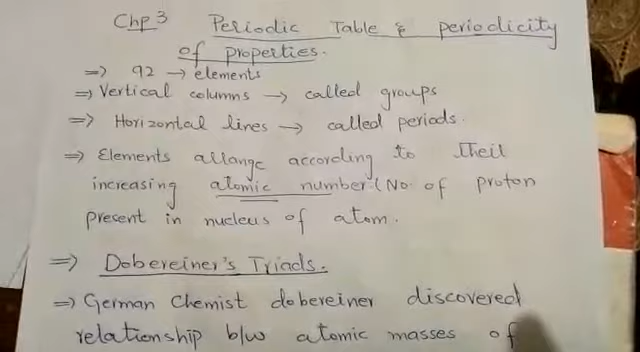 Chp 3 Periodic Table & periodicity
of properties.
=> 92 → elements
=> Vertical columns → called groups
=> Horizontal lines → called periods.
=> Elements allange according to their
increasing atomic number (No. of proton
present in nucleus of atom.
=> Dobereiner's Triads.
=> German Chemist dobereiner discovered
relationship b/w atomic masses of